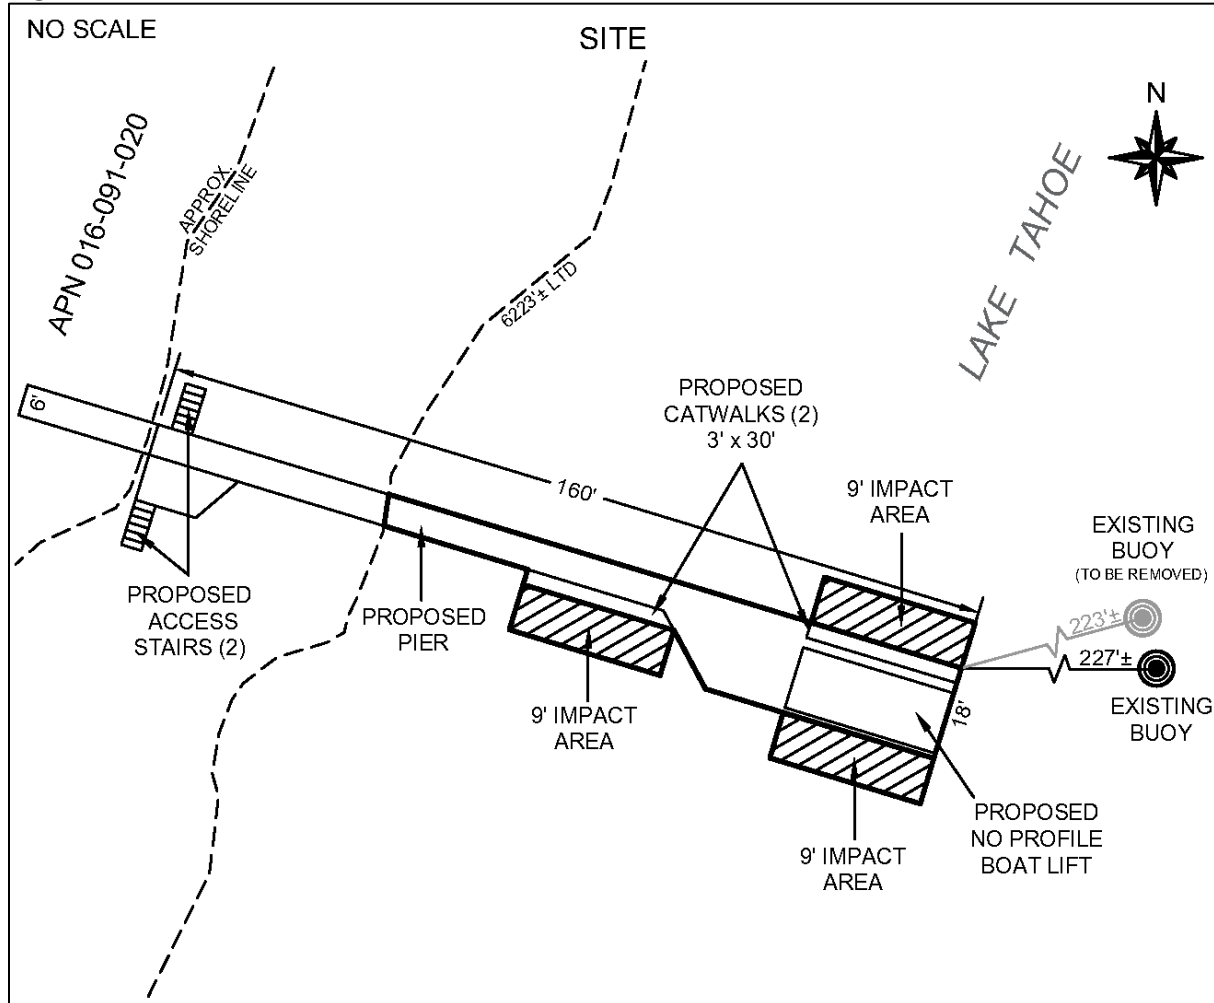 NO SCALE
SITE
N
APN 016-091-020
APPROX.
SHORELINE
6223'± LTD
LAKE TAHOE
6'
PROPOSED
CATWALKS (2)
3' x 30'
160'
9' IMPACT
AREA
EXISTING
BUOY
(TO BE REMOVED)
223'±
227'±
EXISTING
BUOY
PROPOSED
ACCESS
STAIRS (2)
PROPOSED
PIER
9' IMPACT
AREA
18'
9' IMPACT
AREA
PROPOSED
NO PROFILE
BOAT LIFT